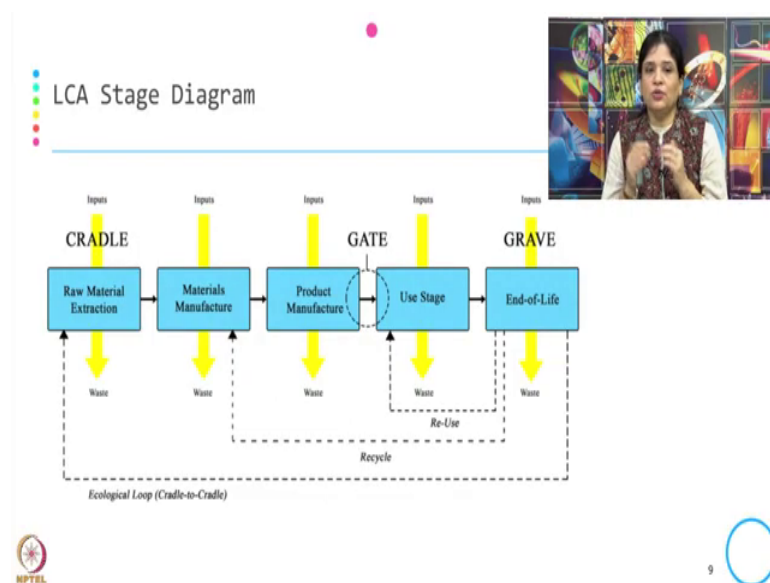 LCA Stage Diagram
Inputs Inputs Inputs Inputs Inputs
CRADLE GATE GRAVE
Raw Material
Extraction
Materials
Manufacture
Product
Manufacture
Use Stage
End-of-Life
Waste Waste Waste Waste Waste
Re-Use
Recycle
Ecological Loop (Cradle-to-Cradle)
NPTEL
9